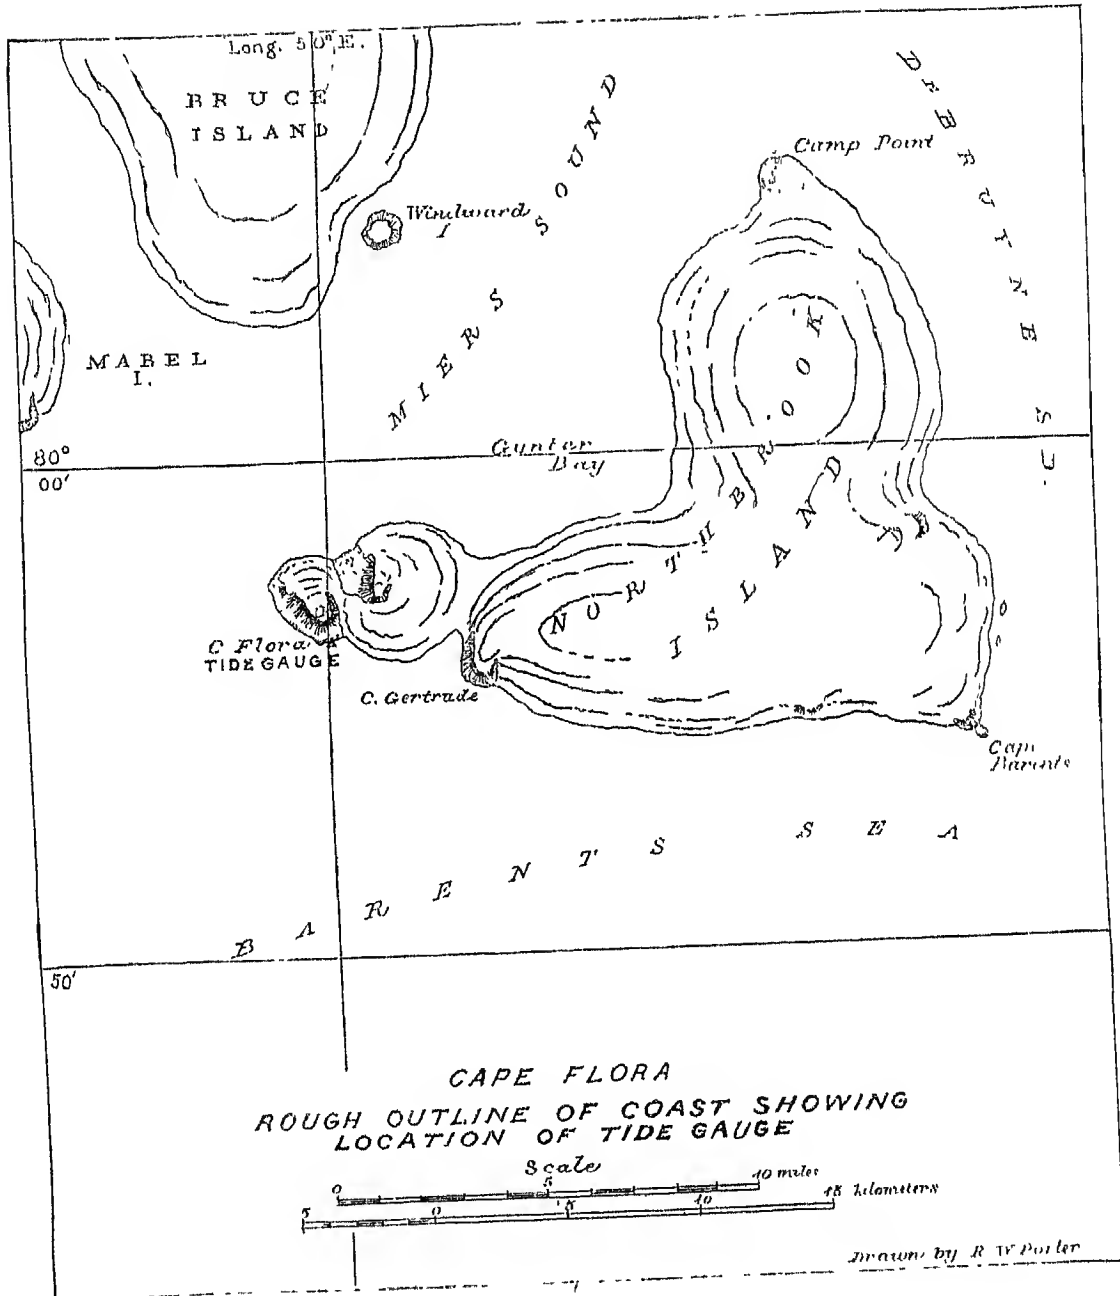 Long. 50° E.
BRUCE
ISLAND
MIERS SOUND
DE BRUYNE SD.
Camp Point
Windward
I
MABEL
I.
80°
00'
Gunter
Bay
NORTHBROOK
ISLAND
C Flora
TIDE GAUGE
C. Gertrude
Cape
Barents
BARENTS SEA
50'
CAPE FLORA
ROUGH OUTLINE OF COAST SHOWING
LOCATION OF TIDE GAUGE
Scale
0 5 10 miles
5 0 5 10 15 kilometers
Drawn by R W Porter